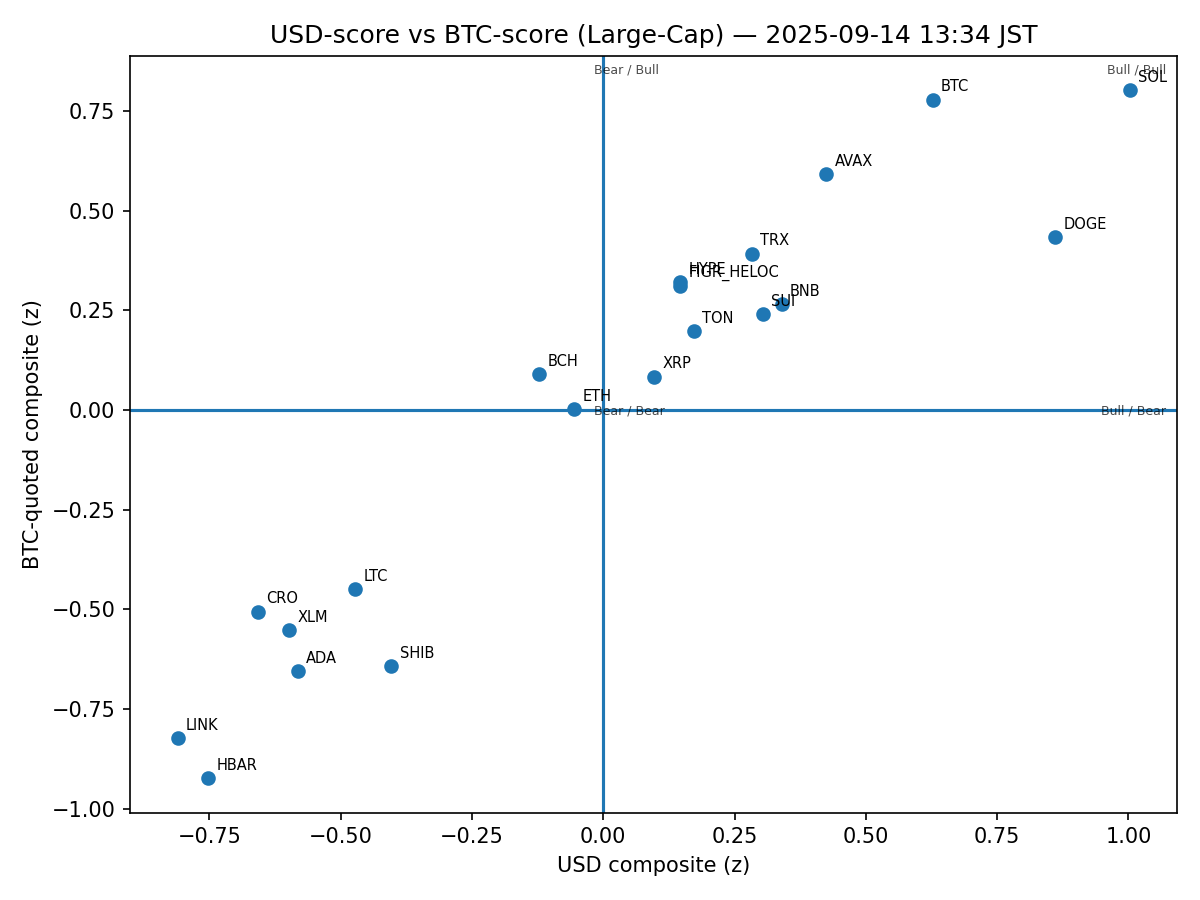 USD-score vs BTC-score (Large-Cap) — 2025-09-14 13:34 JST
Bear / Bull
Bull / Bull
SOL
BTC
AVAX
DOGE
TRX
HYPE
FIGR_HELOC
BNB
SUI
TON
BCH
XRP
ETH
Bear / Bear
Bull / Bear
LTC
CRO
XLM
SHIB
ADA
LINK
HBAR
0.75
0.50
0.25
0.00
−0.25
−0.50
−0.75
−1.00
BTC-quoted composite (z)
−0.75
−0.50
−0.25
0.00
0.25
0.50
0.75
1.00
USD composite (z)